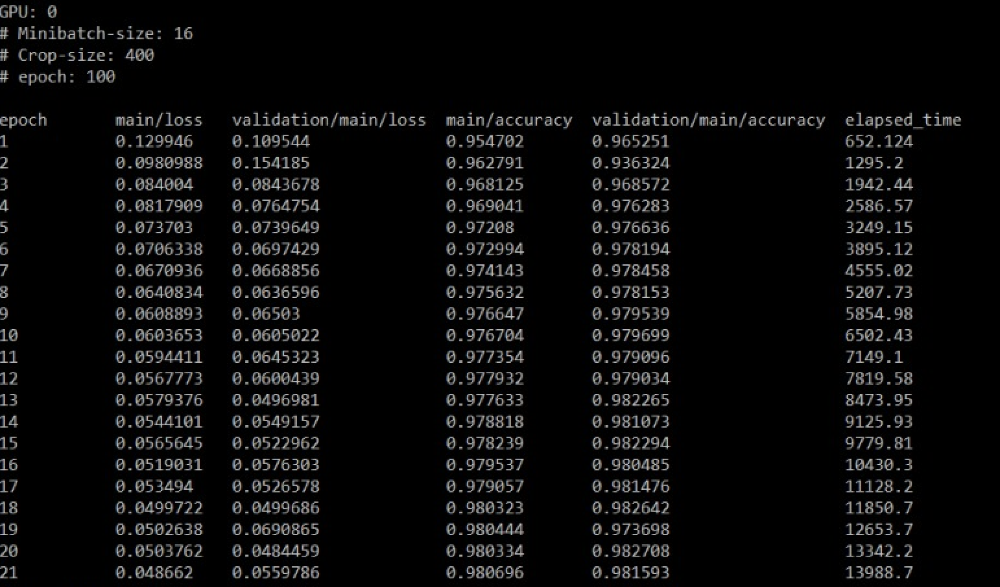 GPU: 0
# Minibatch-size: 16
# Crop-size: 400
# epoch: 100
epoch main/loss validation/main/loss main/accuracy validation/main/accuracy elapsed_time
1 0.129946 0.109544 0.954702 0.965251 652.124
2 0.0980988 0.154185 0.962791 0.936324 1295.2
3 0.084004 0.0843678 0.968125 0.968572 1942.44
4 0.0817909 0.0764754 0.969041 0.976283 2586.57
5 0.073703 0.0739649 0.97208 0.976636 3249.15
6 0.0706338 0.0697429 0.972994 0.978194 3895.12
7 0.0670936 0.0668856 0.974143 0.978458 4555.02
8 0.0640834 0.0636596 0.975632 0.978153 5207.73
9 0.0608893 0.06503 0.976647 0.979539 5854.98
10 0.0603653 0.0605022 0.976704 0.979699 6502.43
11 0.0594411 0.0645323 0.977354 0.979096 7149.1
12 0.0567773 0.0600439 0.977932 0.979034 7819.58
13 0.0579376 0.0496981 0.977633 0.982265 8473.95
14 0.0544101 0.0549157 0.978818 0.981073 9125.93
15 0.0565645 0.0522962 0.978239 0.982294 9779.81
16 0.0519031 0.0576303 0.979537 0.980485 10430.3
17 0.053494 0.0526578 0.979057 0.981476 11128.2
18 0.0499722 0.0499686 0.980323 0.982642 11850.7
19 0.0502638 0.0690865 0.980444 0.973698 12653.7
20 0.0503762 0.0484459 0.980334 0.982708 13342.2
21 0.048662 0.0559786 0.980696 0.981593 13988.7